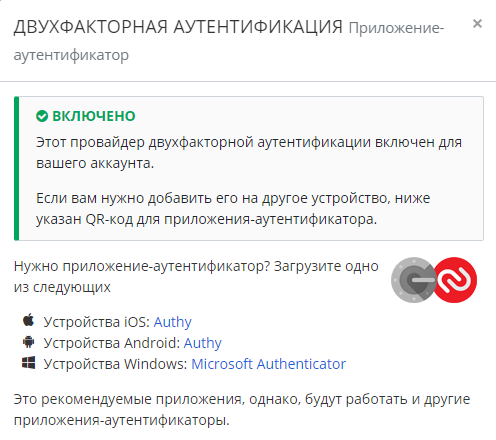 ДВУХФАКТОРНАЯ АУТЕНТИФИКАЦИЯ Приложение-
аутентификатор
×
ВКЛЮЧЕНО
Этот провайдер двухфакторной аутентификации включен для
вашего аккаунта.
Если вам нужно добавить его на другое устройство, ниже
указан QR-код для приложения-аутентификатора.
Нужно приложение-аутентификатор? Загрузите одно
из следующих
Устройства iOS: Authy
Устройства Android: Authy
Устройства Windows: Microsoft Authenticator
Это рекомендуемые приложения, однако, будут работать и другие
приложения-аутентификаторы.